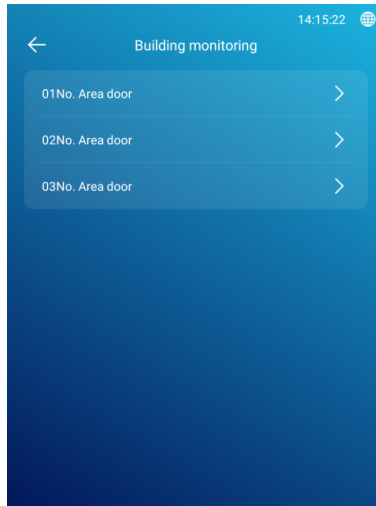 14:15:22
Building monitoring
01No. Area door
02No. Area door
03No. Area door